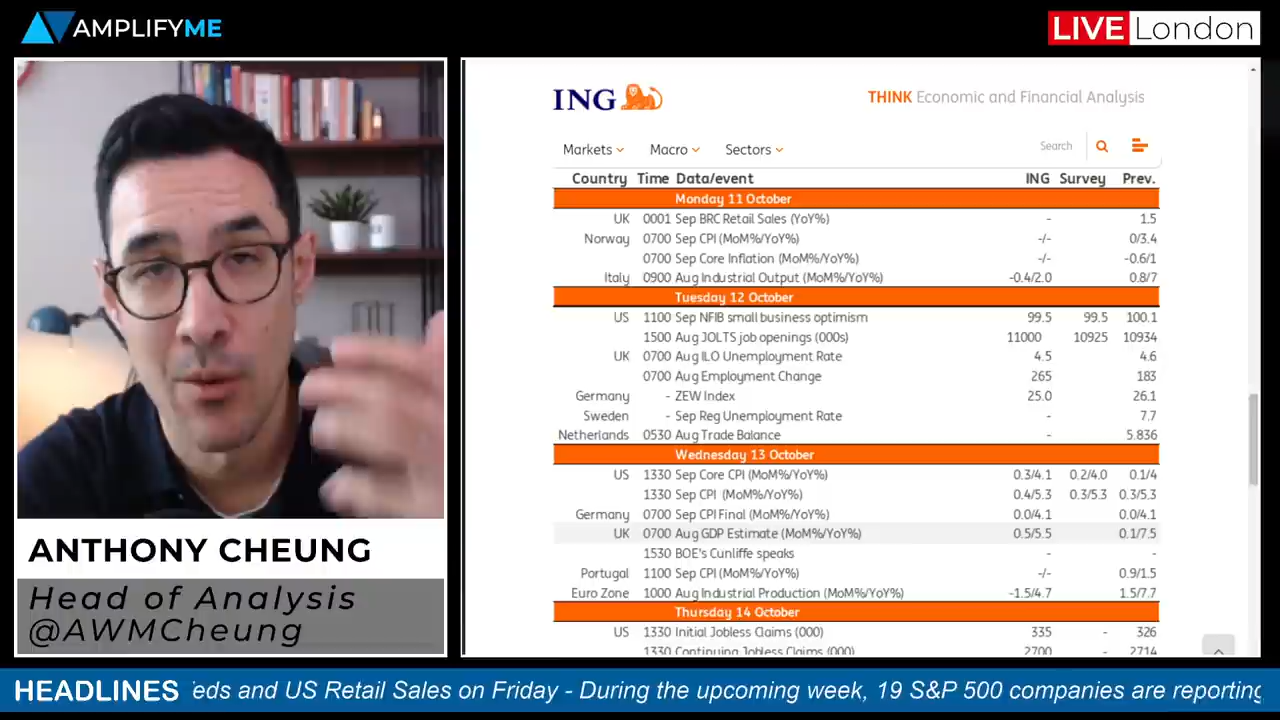 AMPLIFYME
LIVE London
ING
THINK Economic and Financial Analysis
Markets Macro Sectors Search
Country Time Data/event ING Survey Prev.
Monday 11 October
UK 0001 Sep BRC Retail Sales (YoY%) - 1.5
Norway 0700 Sep CPI (MoM%/YoY%) -/- 0/3.4
0700 Sep Core Inflation (MoM%/YoY%) -/- -0.6/1
Italy 0900 Aug Industrial Output (MoM%/YoY%) -0.4/2.0 0.8/7
Tuesday 12 October
US 1100 Sep NFIB small business optimism 99.5 99.5 100.1
1500 Aug JOLTS job openings (000s) 11000 10925 10934
UK 0700 Aug ILO Unemployment Rate 4.5 4.6
0700 Aug Employment Change 265 183
Germany - ZEW Index 25.0 26.1
Sweden - Sep Reg Unemployment Rate - 7.7
Netherlands 0530 Aug Trade Balance - 5.836
Wednesday 13 October
US 1330 Sep Core CPI (MoM%/YoY%) 0.3/4.1 0.2/4.0 0.1/4
1330 Sep CPI (MoM%/YoY%) 0.4/5.3 0.3/5.3 0.3/5.3
Germany 0700 Sep CPI Final (MoM%/YoY%) 0.0/4.1 0.0/4.1
UK 0700 Aug GDP Estimate (MoM%/YoY%) 0.5/5.5 0.1/7.5
1530 BOE's Cunliffe speaks - -
Portugal 1100 Sep CPI (MoM%/YoY%) -/- 0.9/1.5
Euro Zone 1000 Aug Industrial Production (MoM%/YoY%) -1.5/4.7 1.5/7.7
Thursday 14 October
US 1330 Initial Jobless Claims (000) 335 - 326
1330 Continuing Jobless Claims (000) 2700 - 2714
ANTHONY CHEUNG
Head of Analysis
@AWMCheung
HEADLINES 'eds and US Retail Sales on Friday - During the upcoming week, 19 S&P 500 companies are reporting